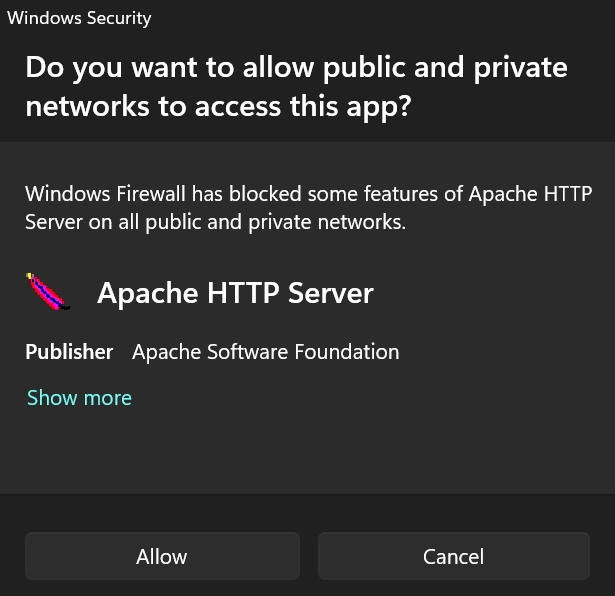 Windows Security
Do you want to allow public and private
networks to access this app?
Windows Firewall has blocked some features of Apache HTTP
Server on all public and private networks.
Apache HTTP Server
Publisher Apache Software Foundation
Show more
Allow Cancel